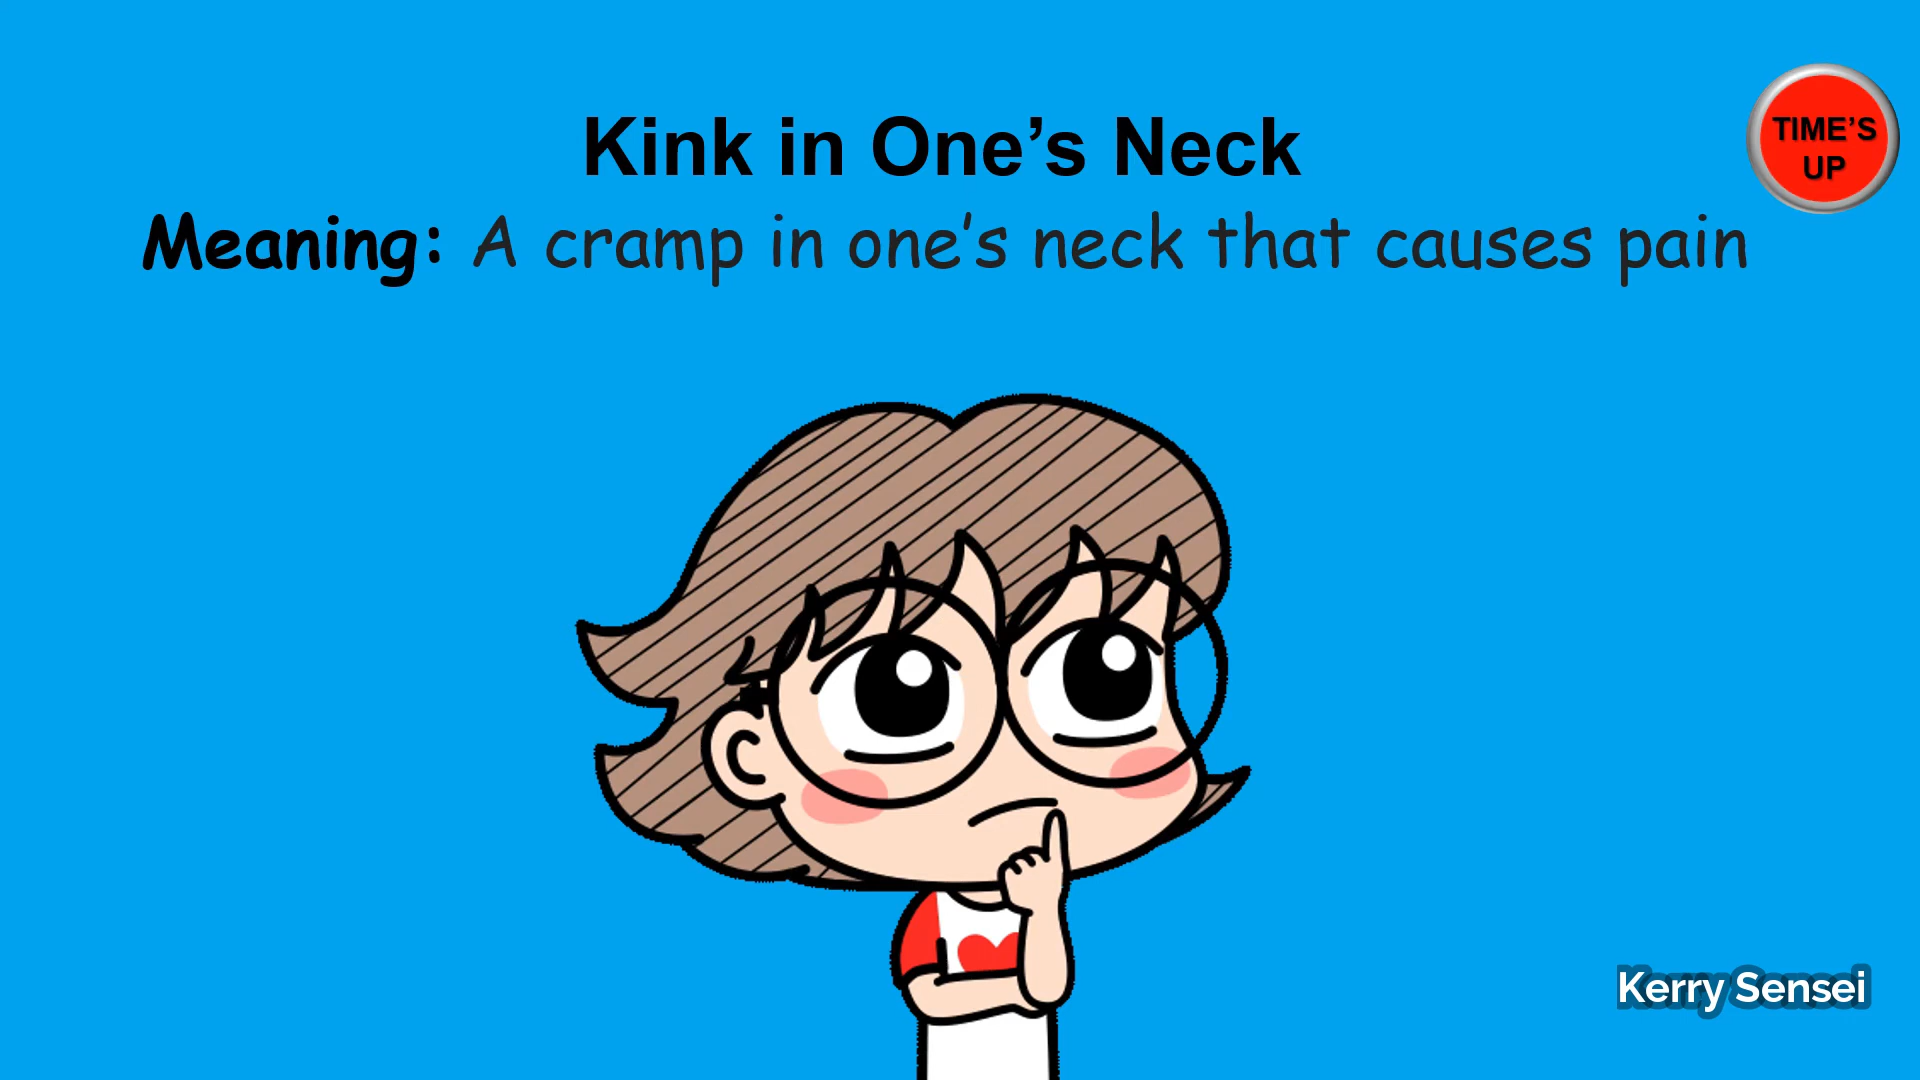 Kink in One’s Neck
TIME’S
UP
Meaning: A cramp in one’s neck that causes pain
Kerry Sensei